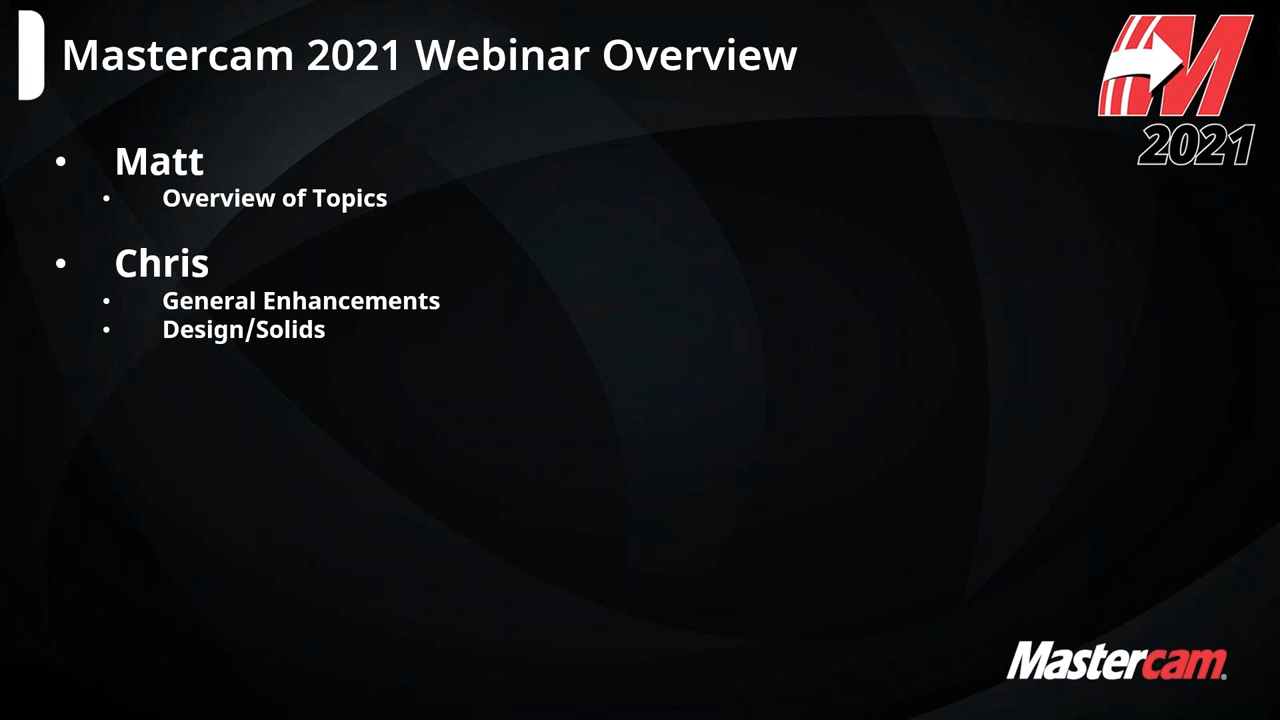 Mastercam 2021 Webinar Overview
M
2021
• Matt
• Overview of Topics
• Chris
• General Enhancements
• Design/Solids
Mastercam®